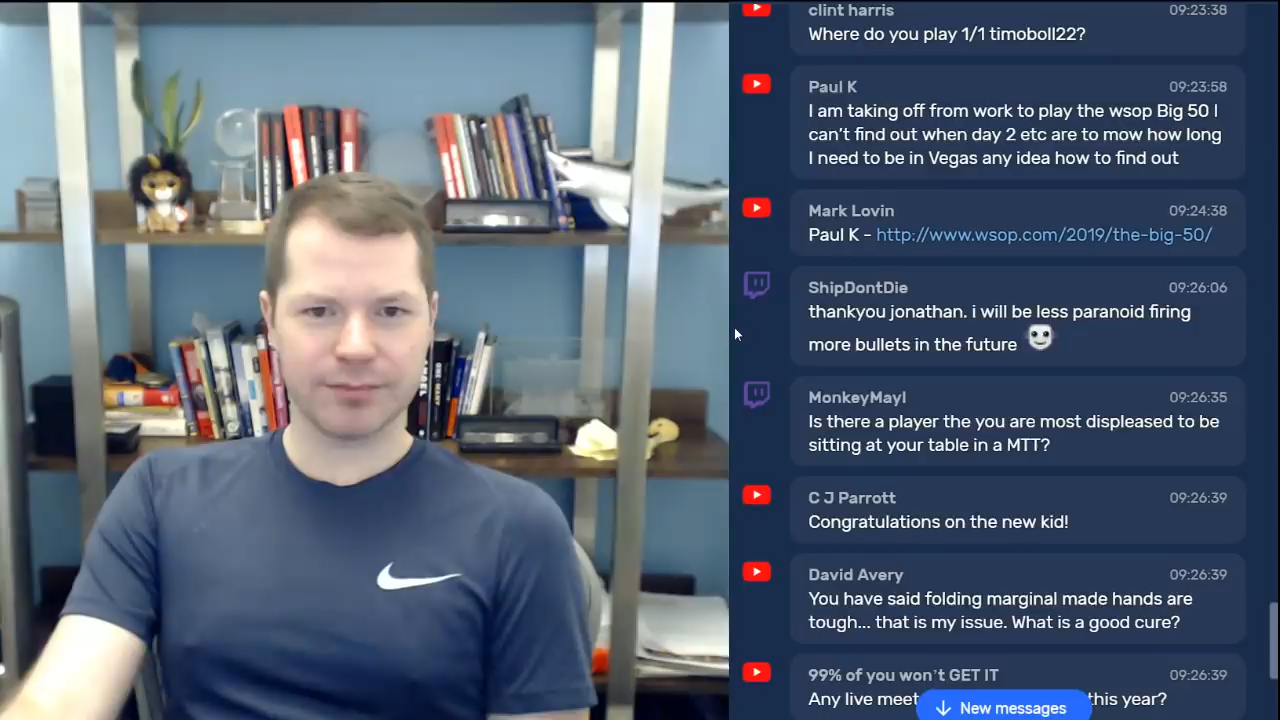 clint harris 09:23:38
Where do you play 1/1 timoboll22?
Paul K 09:23:58
I am taking off from work to play the wsop Big 50 I
can't find out when day 2 etc are to mow how long
I need to be in Vegas any idea how to find out
Mark Lovin 09:24:38
Paul K - http://www.wsop.com/2019/the-big-50/
ShipDontDie 09:26:06
thankyou jonathan. i will be less paranoid firing
more bullets in the future
MonkeyMayI 09:26:35
Is there a player the you are most displeased to be
sitting at your table in a MTT?
C J Parrott 09:26:39
Congratulations on the new kid!
David Avery 09:26:39
You have said folding marginal made hands are
tough... that is my issue. What is a good cure?
99% of you won't GET IT 09:26:39
Any live meet this year?
New messages